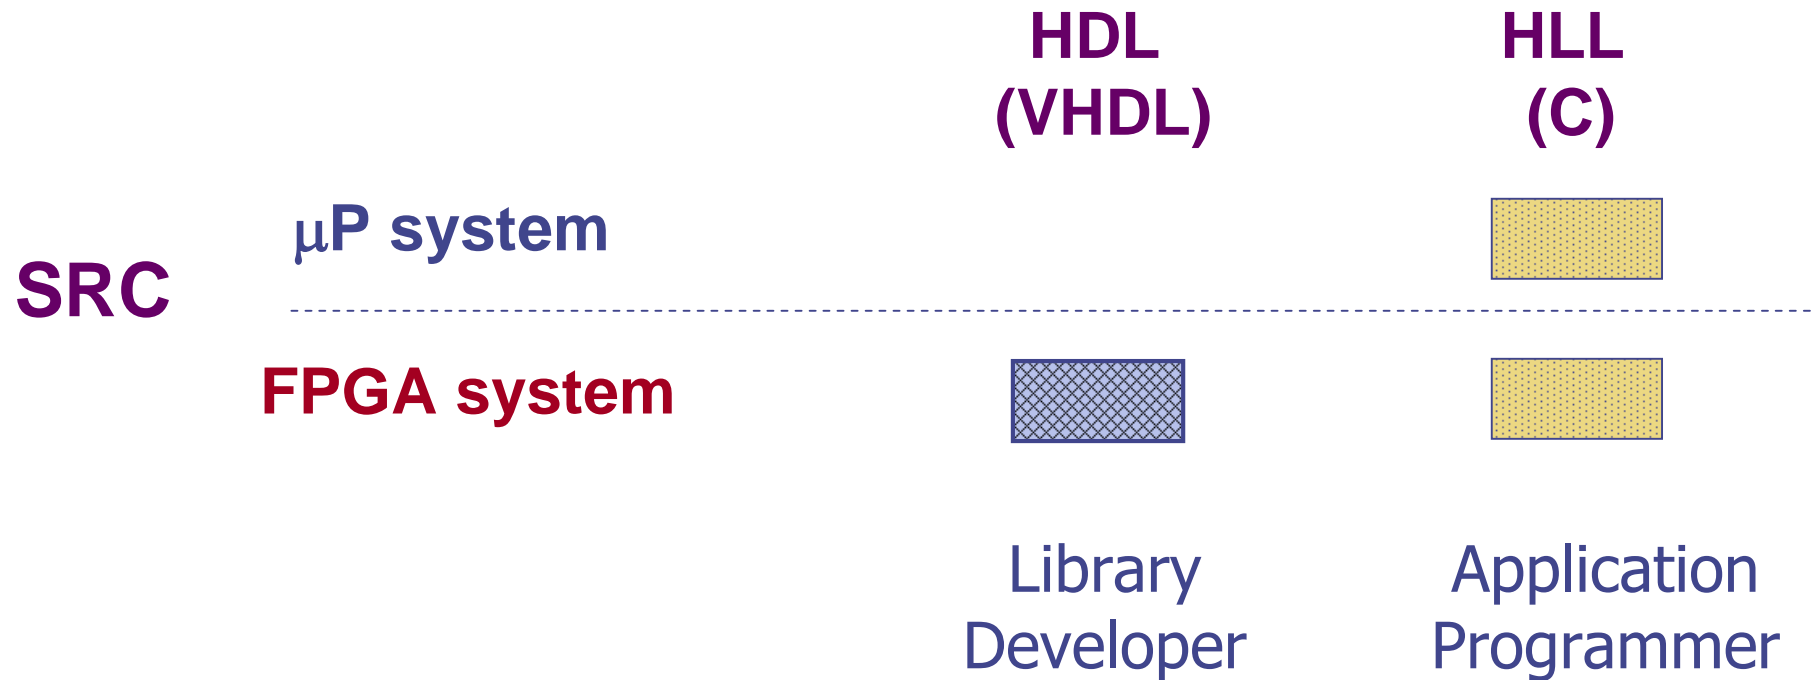 HDL
(VHDL)
HLL
(C)
μP system
SRC
FPGA system
Library
Developer
Application
Programmer